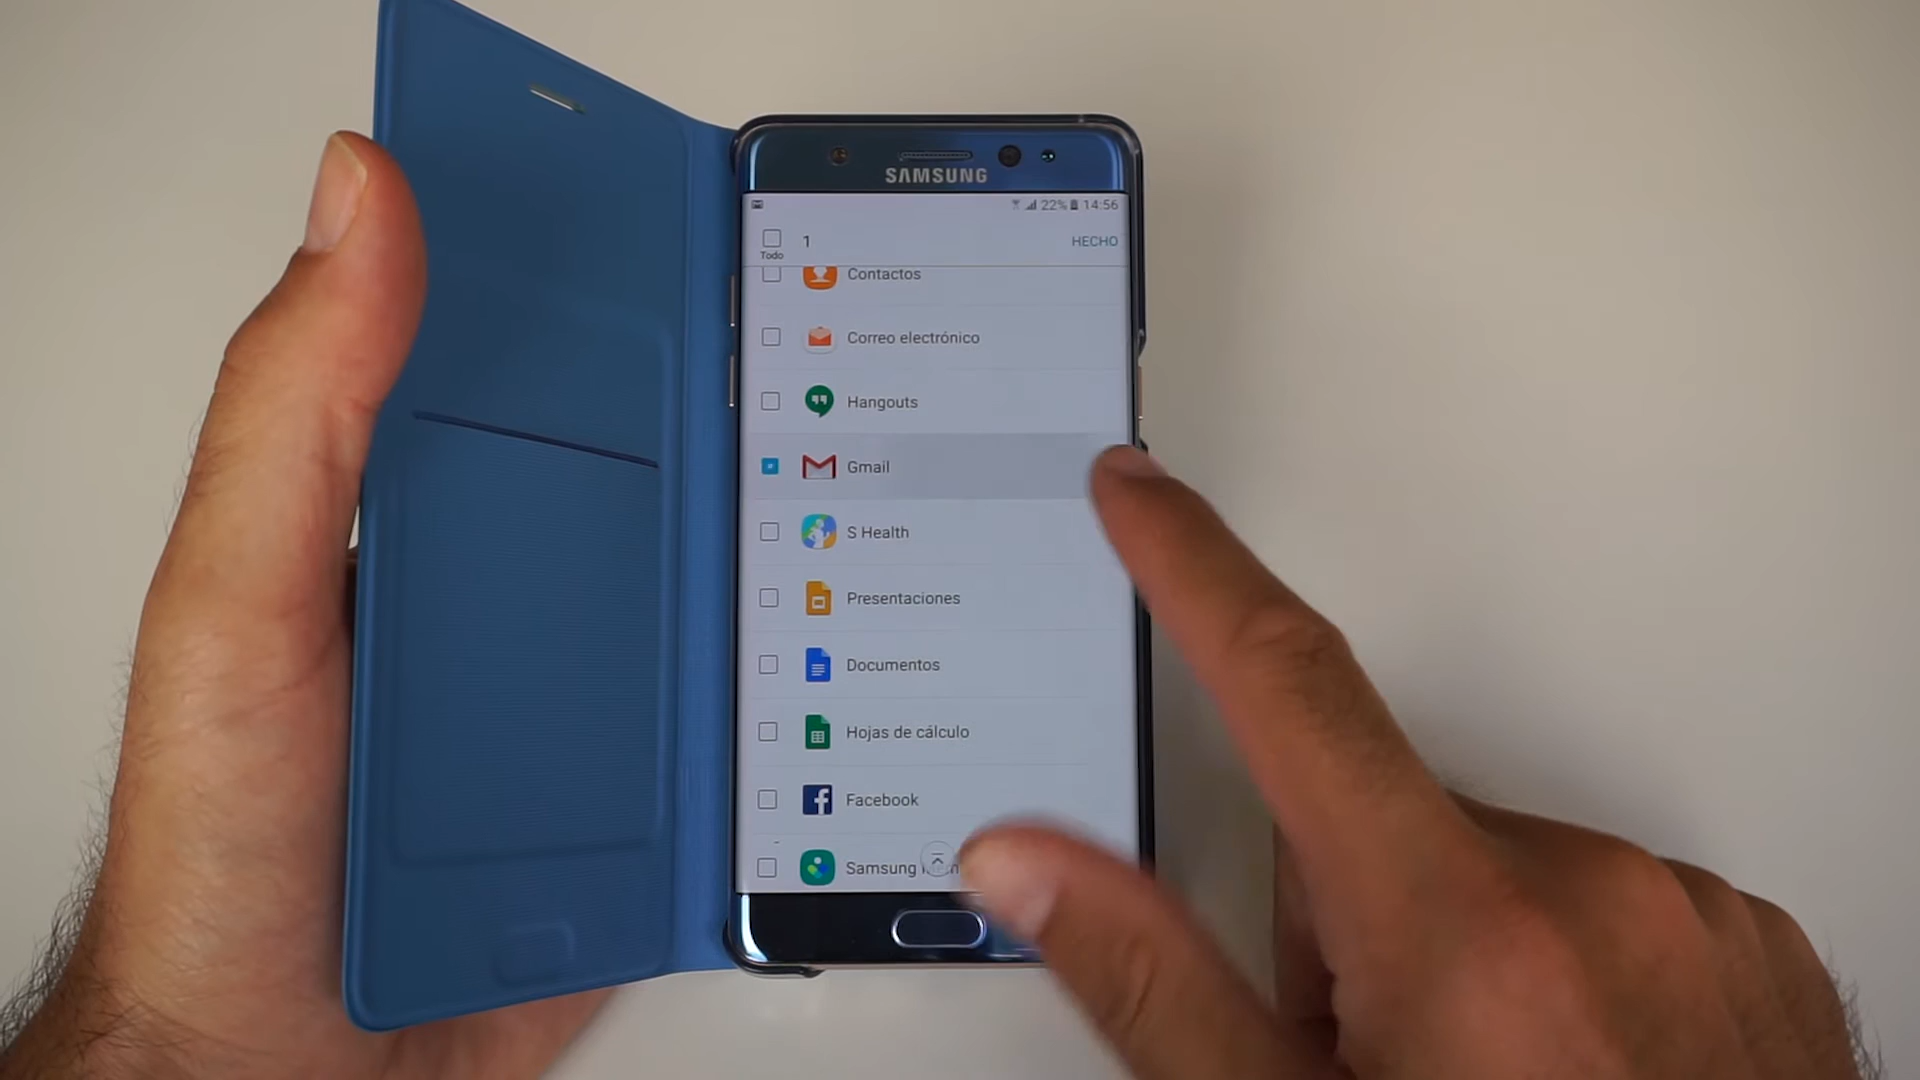 SAMSUNG
22% 14:56
1 HECHO
Todo
Contactos
Correo electrónico
Hangouts
Gmail
S Health
Presentaciones
Documentos
Hojas de cálculo
Facebook
Samsung